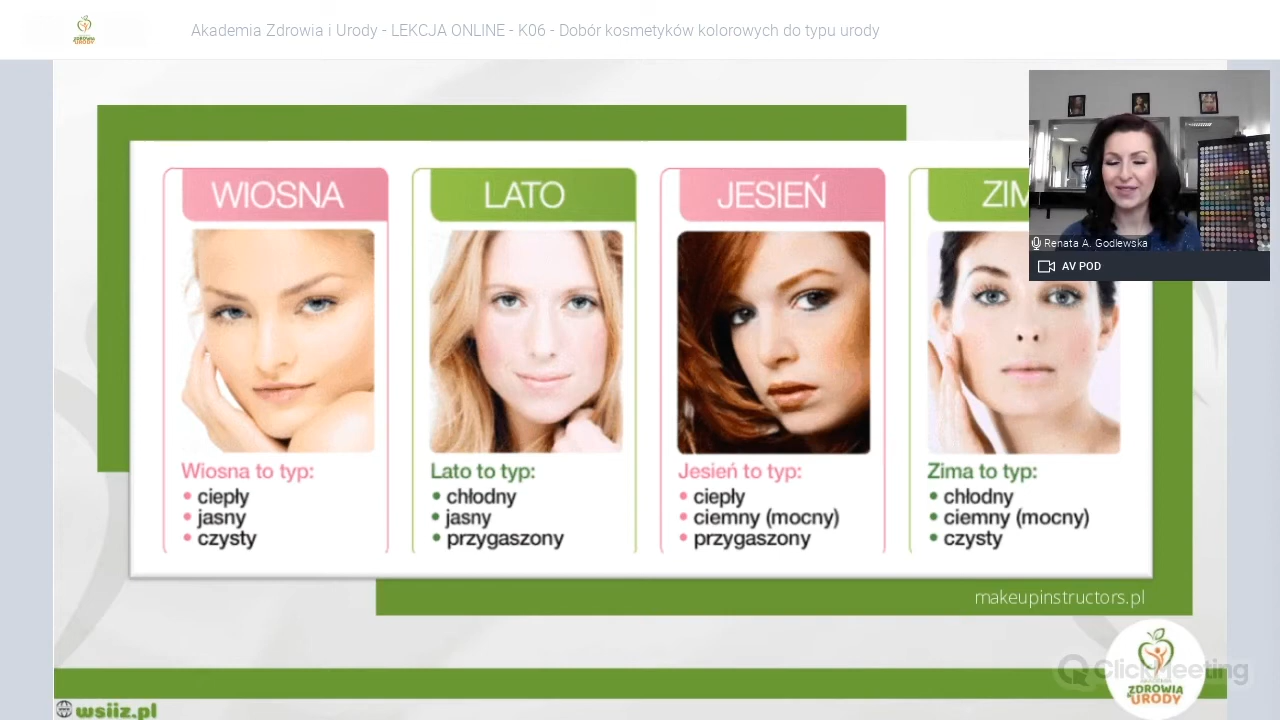 Akademia Zdrowia i Urody - LEKCJA ONLINE - K06 - Dobór kosmetyków kolorowych do typu urody
WIOSNA
Wiosna to typ:
• ciepły
• jasny
• czysty
LATO
Lato to typ:
• chłodny
• jasny
• przygaszony
JESIEŃ
Jesień to typ:
• ciepły
• ciemny (mocny)
• przygaszony
ZIM
Zima to typ:
• chłodny
• ciemny (mocny)
• czysty
Renata A. Godlewska
AV POD
makeupinstructors.pl
ClickMeeting
ZDROWIA
URODY
wsiiz.pl